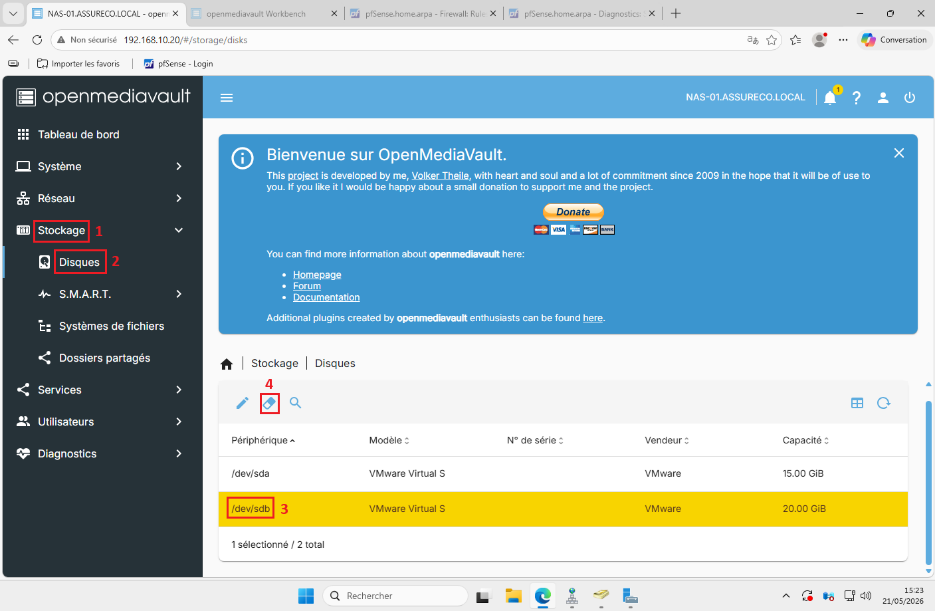 NAS-01.ASSURECO.LOCAL - openm
openmediavault Workbench
pfSense.home.arpa - Firewall: Rule
pfSense.home.arpa - Diagnostics:
Non sécurisé 192.168.10.20/#/storage/disks
Conversation
Importer les favoris
pfSense - Login
openmediavault
NAS-01.ASSURECO.LOCAL
1
Tableau de bord
Système
Réseau
Stockage 1
Disques 2
S.M.A.R.T.
Systèmes de fichiers
Dossiers partagés
Services
Utilisateurs
Diagnostics
Bienvenue sur OpenMediaVault.
This project is developed by me, Volker Theile, with heart and soul and a lot of commitment since 2009 in the hope that it will be of use to
you. If you like it I would be happy about a small donation to support me and the project.
Donate
VISA
You can find more information about openmediavault here:
Homepage
Forum
Documentation
Additional plugins created by openmediavault enthusiasts can be found here.
Stockage Disques
4
Périphérique Modèle N° de série Vendeur Capacité
/dev/sda VMware Virtual S VMware 15.00 GiB
/dev/sdb 3 VMware Virtual S VMware 20.00 GiB
1 sélectionné / 2 total
Rechercher
15:23
21/05/2026